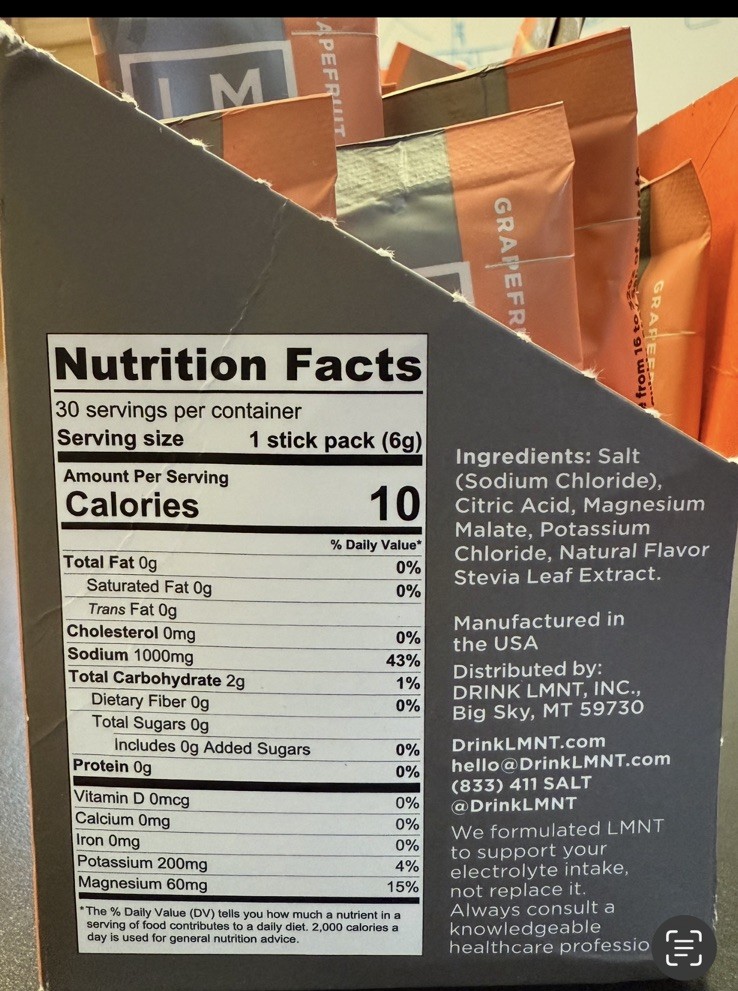 LM
APEFRUIT
GRAPEFR
d from 16 to
GRAPEF
Nutrition Facts
30 servings per container
Serving size 1 stick pack (6g)
Amount Per Serving
Calories 10
% Daily Value*
Total Fat 0g 0%
Saturated Fat 0g 0%
Trans Fat 0g
Cholesterol 0mg 0%
Sodium 1000mg 43%
Total Carbohydrate 2g 1%
Dietary Fiber 0g 0%
Total Sugars 0g
Includes 0g Added Sugars 0%
Protein 0g 0%
Vitamin D 0mcg 0%
Calcium 0mg 0%
Iron 0mg 0%
Potassium 200mg 4%
Magnesium 60mg 15%
*The % Daily Value (DV) tells you how much a nutrient in a
serving of food contributes to a daily diet. 2,000 calories a
day is used for general nutrition advice.
Ingredients: Salt
(Sodium Chloride),
Citric Acid, Magnesium
Malate, Potassium
Chloride, Natural Flavor
Stevia Leaf Extract.
Manufactured in
the USA
Distributed by:
DRINK LMNT, INC.,
Big Sky, MT 59730
DrinkLMNT.com
hello@DrinkLMNT.com
(833) 411 SALT
@DrinkLMNT
We formulated LMNT
to support your
electrolyte intake,
not replace it.
Always consult a
knowledgeable
healthcare professio